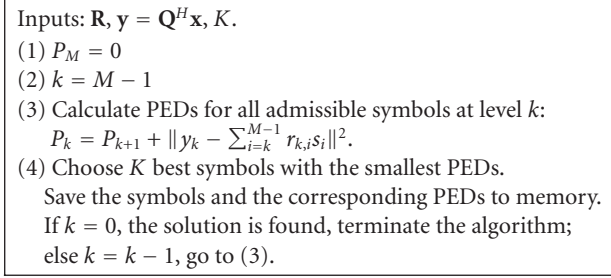 Inputs: R, y = Q^H x, K.
(1) P_M = 0
(2) k = M − 1
(3) Calculate PEDs for all admissible symbols at level k:
P_k = P_{k+1} + ‖y_k − ∑_{i=k}^{M−1} r_{k,i} s_i‖².
(4) Choose K best symbols with the smallest PEDs.
Save the symbols and the corresponding PEDs to memory.
If k = 0, the solution is found, terminate the algorithm;
else k = k − 1, go to (3).